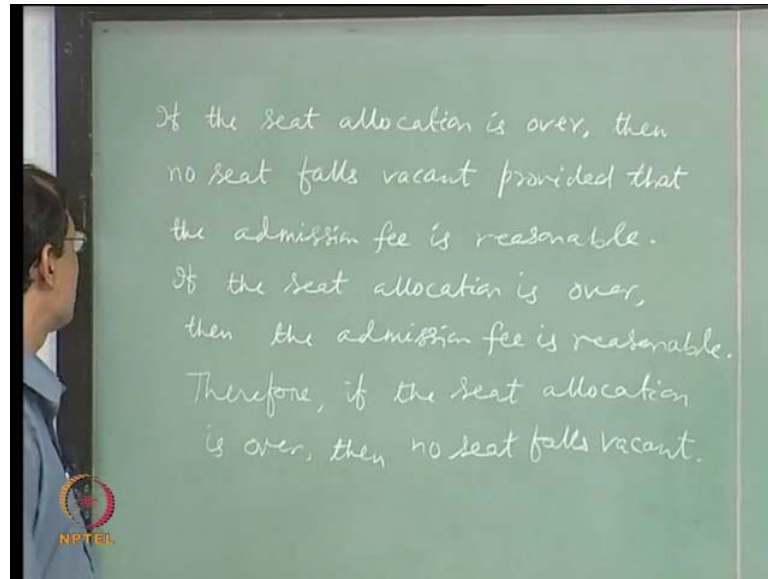 If the seat allocation is over, then
no seat falls vacant provided that
the admission fee is reasonable.
If the seat allocation is over,
then the admission fee is reasonable.
Therefore, if the seat allocation
is over, then no seat falls vacant.
NPTEL